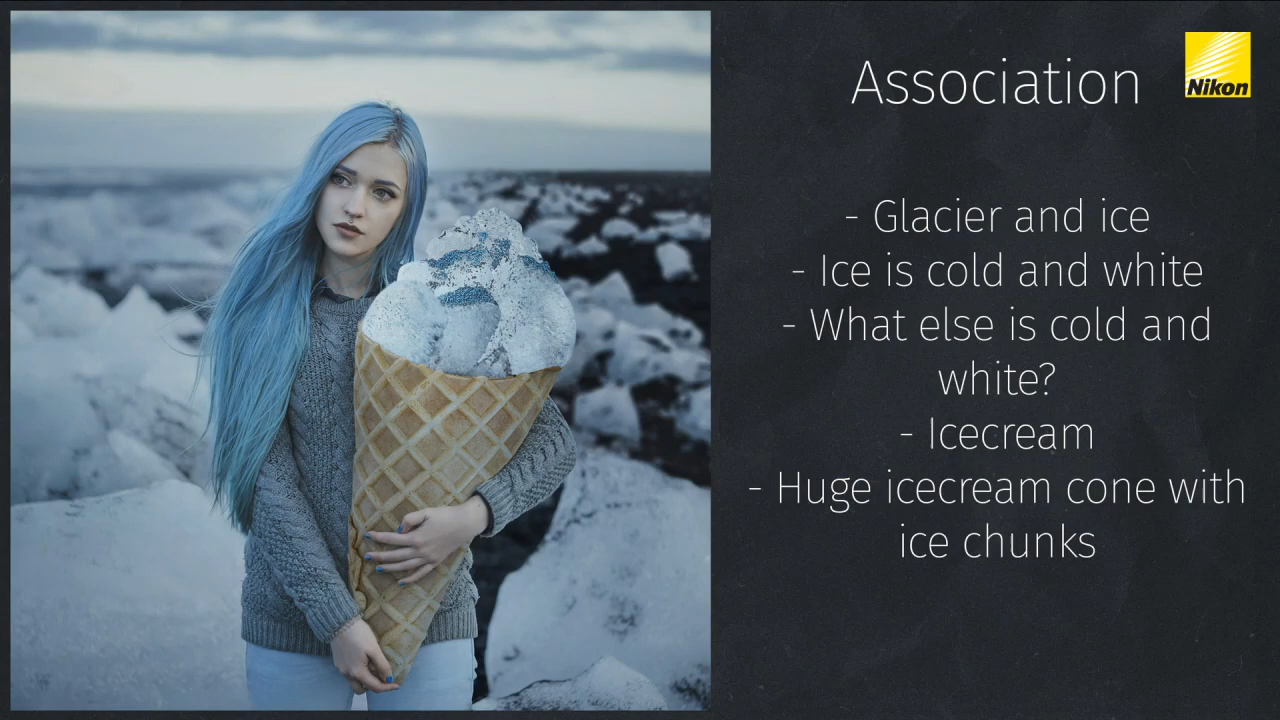 Association
Nikon
- Glacier and ice
- Ice is cold and white
- What else is cold and
white?
- Icecream
- Huge icecream cone with
ice chunks